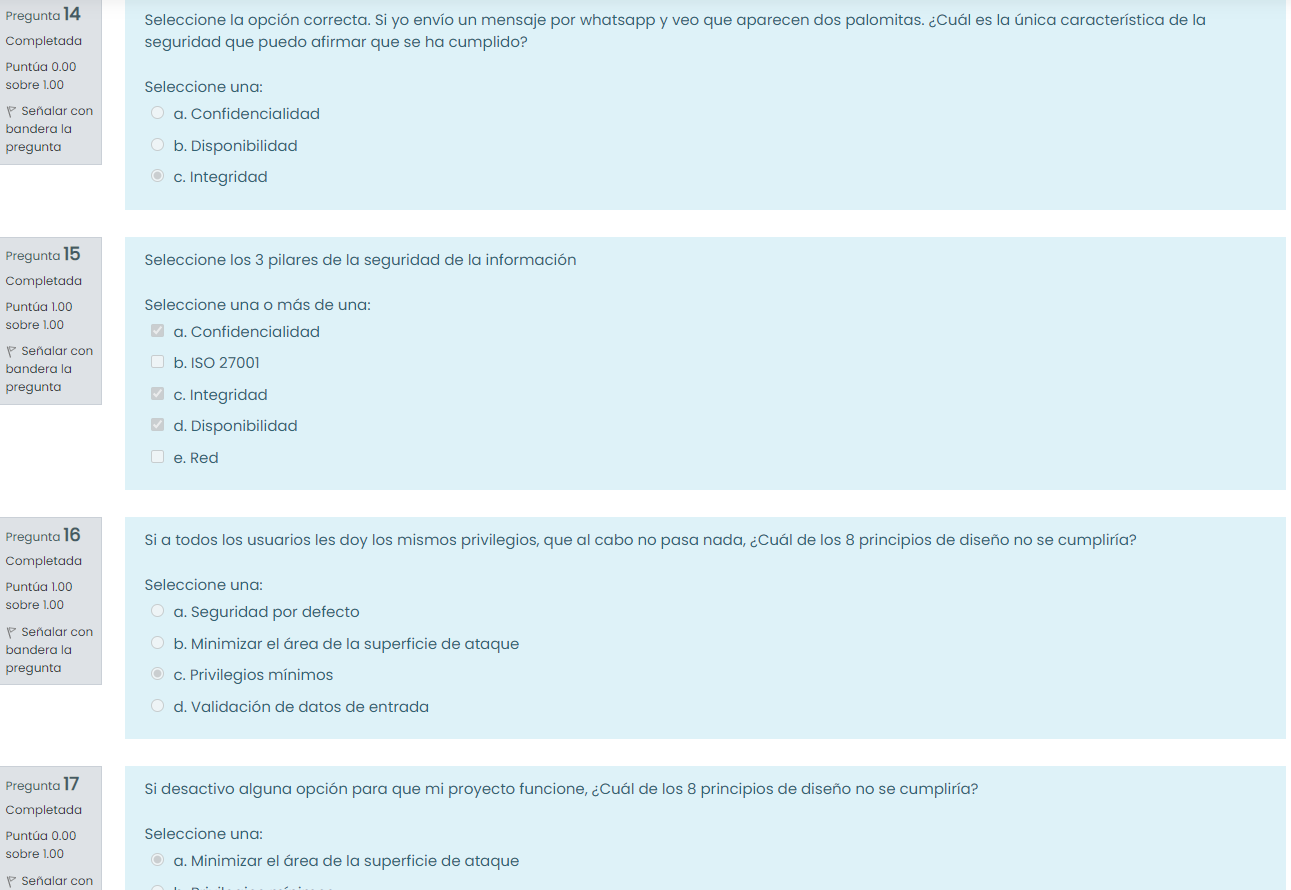 Pregunta 14
Completada
Puntúa 0.00
sobre 1.00
Señalar con
bandera la
pregunta
Seleccione la opción correcta. Si yo envío un mensaje por whatsapp y veo que aparecen dos palomitas. ¿Cuál es la única característica de la
seguridad que puedo afirmar que se ha cumplido?
Seleccione una:
a. Confidencialidad
b. Disponibilidad
c. Integridad
Pregunta 15
Completada
Puntúa 1.00
sobre 1.00
Señalar con
bandera la
pregunta
Seleccione los 3 pilares de la seguridad de la información
Seleccione una o más de una:
a. Confidencialidad
b. ISO 27001
c. Integridad
d. Disponibilidad
e. Red
Pregunta 16
Completada
Puntúa 1.00
sobre 1.00
Señalar con
bandera la
pregunta
Si a todos los usuarios les doy los mismos privilegios, que al cabo no pasa nada, ¿Cuál de los 8 principios de diseño no se cumpliría?
Seleccione una:
a. Seguridad por defecto
b. Minimizar el área de la superficie de ataque
c. Privilegios mínimos
d. Validación de datos de entrada
Pregunta 17
Completada
Puntúa 0.00
sobre 1.00
Señalar con
Si desactivo alguna opción para que mi proyecto funcione, ¿Cuál de los 8 principios de diseño no se cumpliría?
Seleccione una:
a. Minimizar el área de la superficie de ataque